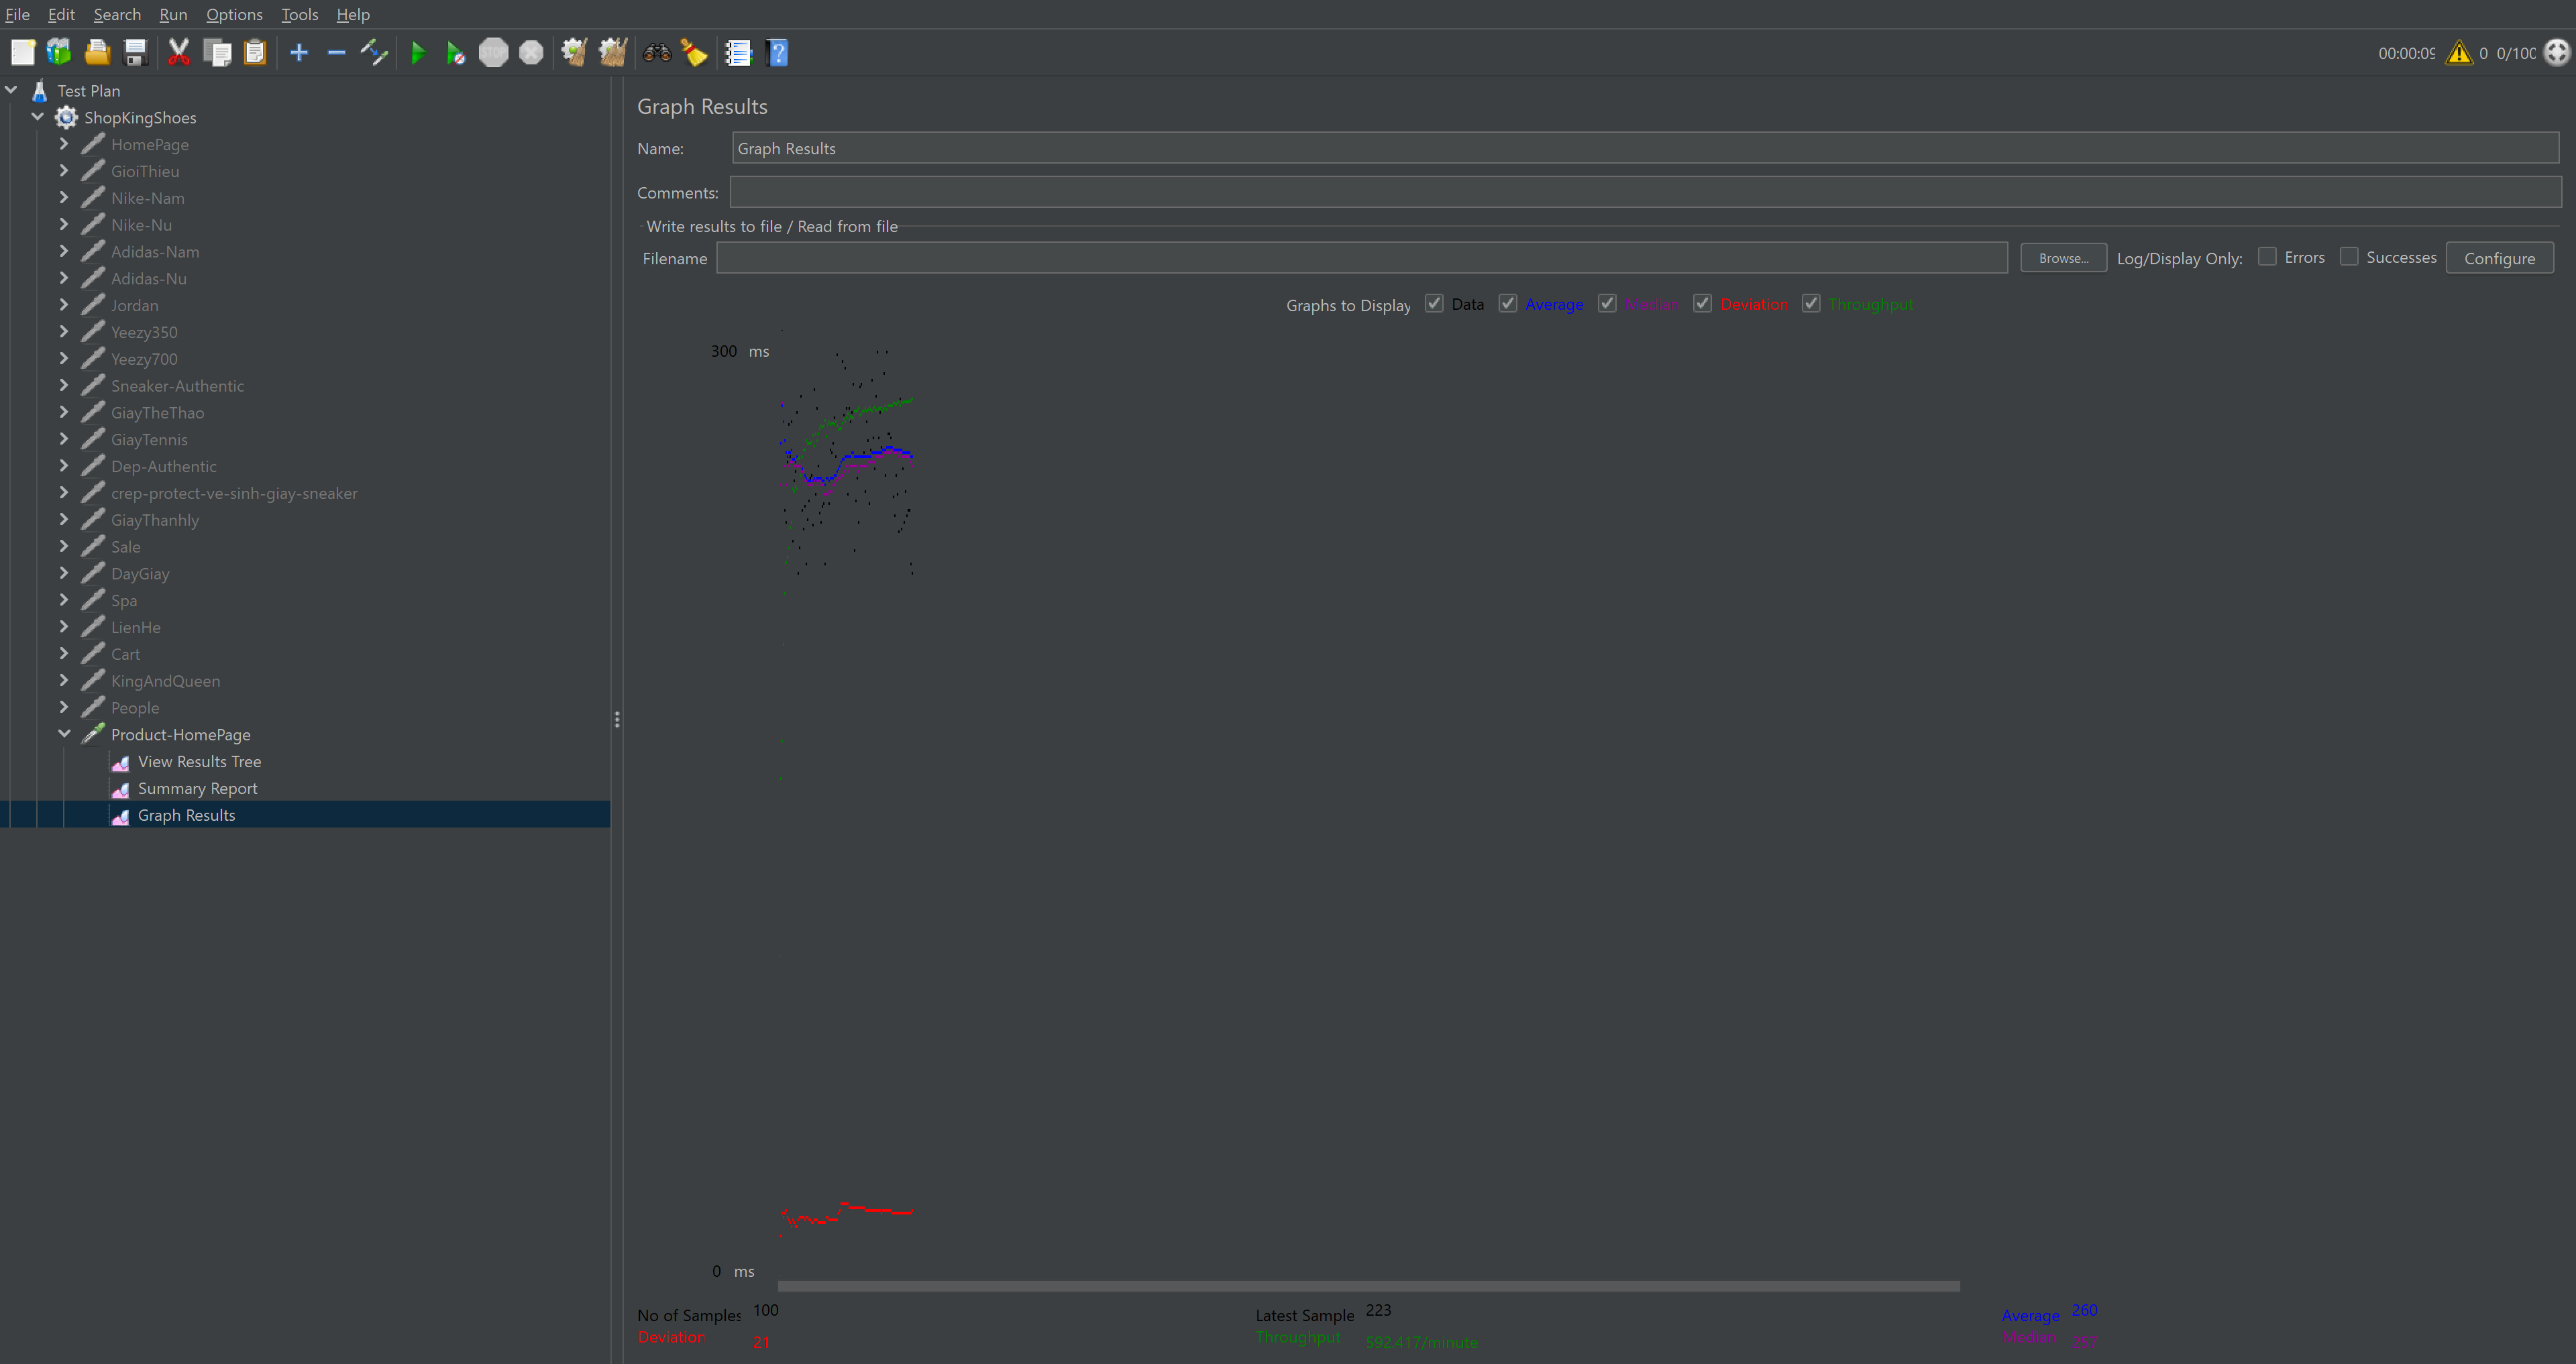 File Edit Search Run Options Tools Help
00:00:09 0 0/100
Test Plan
ShopKingShoes
HomePage
GioiThieu
Nike-Nam
Nike-Nu
Adidas-Nam
Adidas-Nu
Jordan
Yeezy350
Yeezy700
Sneaker-Authentic
GiayTheThao
GiayTennis
Dep-Authentic
crep-protect-ve-sinh-giay-sneaker
GiayThanhly
Sale
DayGiay
Spa
LienHe
Cart
KingAndQueen
People
Product-HomePage
View Results Tree
Summary Report
Graph Results
Graph Results
Name: Graph Results
Comments:
Write results to file / Read from file
Filename Browse... Log/Display Only: Errors Successes Configure
Graphs to Display Data Average Median Deviation Throughput
300 ms
0 ms
No of Samples 100 Latest Sample 223 Average 260
Deviation 21 Throughput 592.417/minute Median